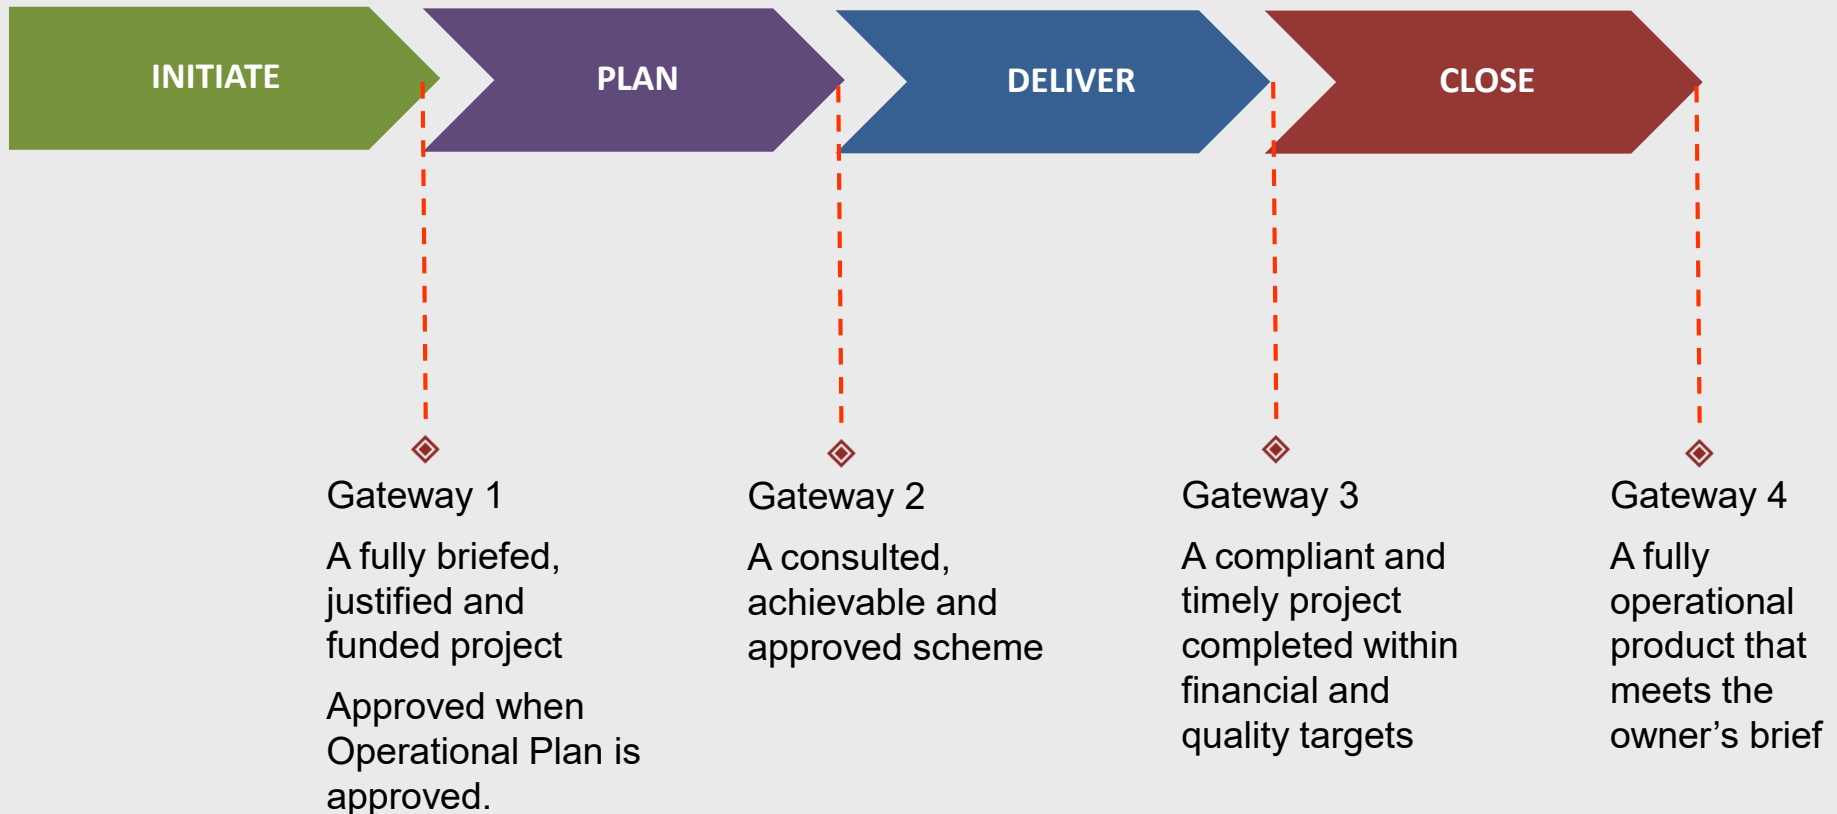 INITIATE
PLAN
DELIVER
CLOSE
Gateway 1
A fully briefed,
justified and
funded project
Approved when
Operational Plan is
approved.
Gateway 2
A consulted,
achievable and
approved scheme
Gateway 3
A compliant and
timely project
completed within
financial and
quality targets
Gateway 4
A fully
operational
product that
meets the
owner’s brief